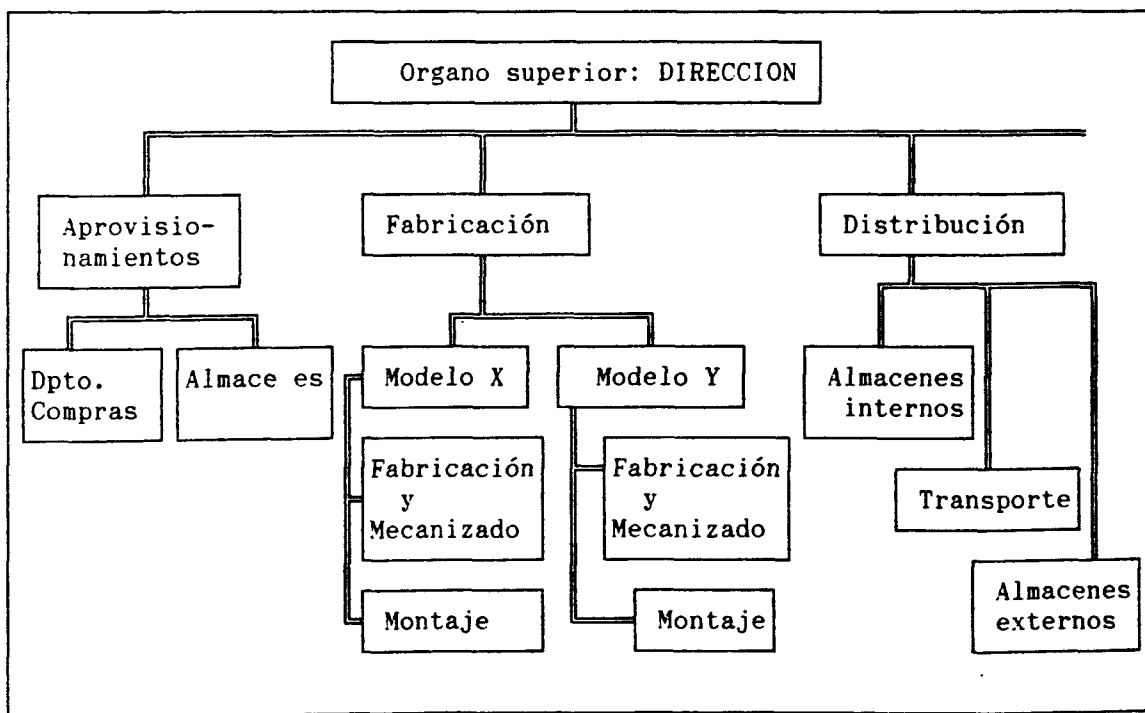 Organo superior: DIRECCION
Aprovisio-
namientos
Fabricación
Distribución
Dpto.
Compras
Almace es
Modelo X
Modelo Y
Almacenes
internos
Fabricación
y
Mecanizado
Fabricación
y
Mecanizado
Transporte
Montaje
Montaje
Almacenes
externos